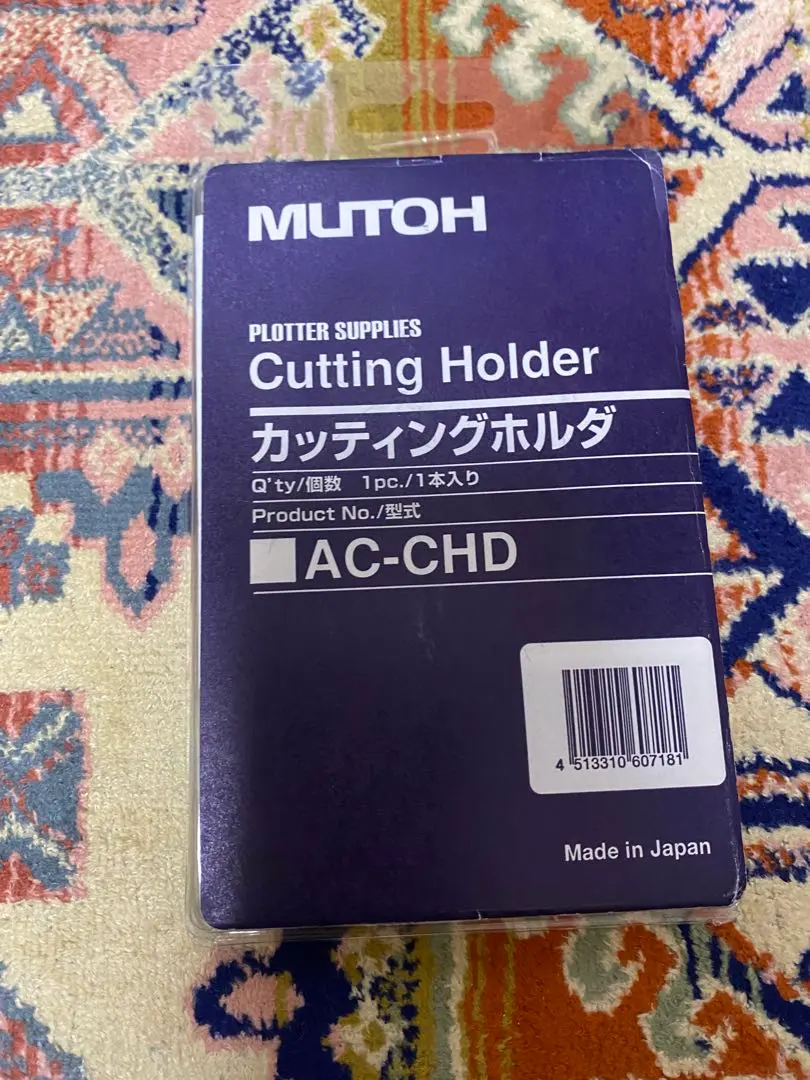 MUTOH
PLOTTER SUPPLIES
Cutting Holder
カッティングホルダ
Q'ty/個数 1pc./1本入り
Product No./型式
AC-CHD
4 513310 607181
Made in Japan